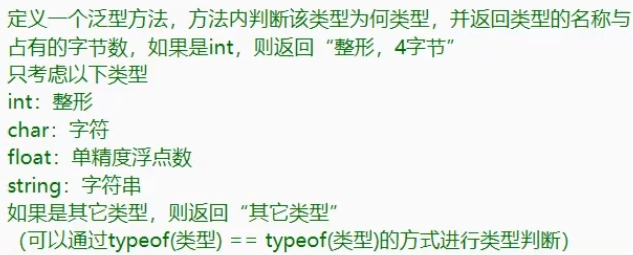 定义一个泛型方法，方法内判断该类型为何类型，并返回类型的名称与
占有的字节数，如果是int，则返回“整形，4字节”
只考虑以下类型
int：整形
char：字符
float：单精度浮点数
string：字符串
如果是其它类型，则返回“其它类型”
（可以通过typeof(类型) == typeof(类型)的方式进行类型判断）